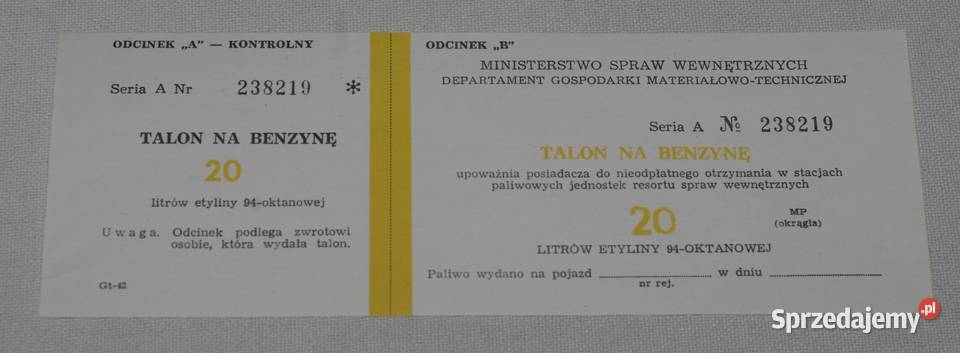 ODCINEK „A" — KONTROLNY
Seria A Nr 238219 *
TALON NA BENZYNĘ
20
litrów etyliny 94-oktanowej
Uwaga. Odcinek podlega zwrotowi
osobie, która wydała talon.
Gt-42
ODCINEK „B"
MINISTERSTWO SPRAW WEWNĘTRZNYCH
DEPARTAMENT GOSPODARKI MATERIAŁOWO-TECHNICZNEJ
Seria A № 238219
TALON NA BENZYNĘ
upoważnia posiadacza do nieodpłatnego otrzymania w stacjach
paliwowych jednostek resortu spraw wewnętrznych
20
MP
(okrągła)
LITRÓW ETYLINY 94-OKTANOWEJ
Paliwo wydano na pojazd ________ w dniu ________
nr rej.
Sprzedajemy.pl